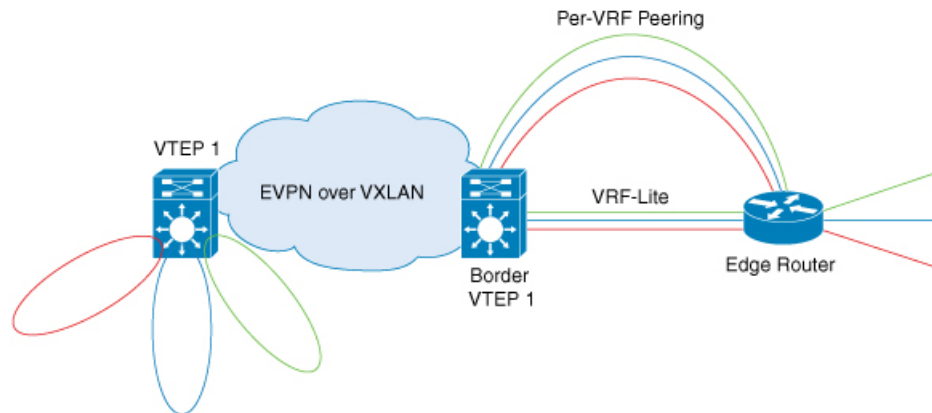 Per-VRF Peering
VTEP 1
EVPN over VXLAN
VRF-Lite
Border
VTEP 1
Edge Router